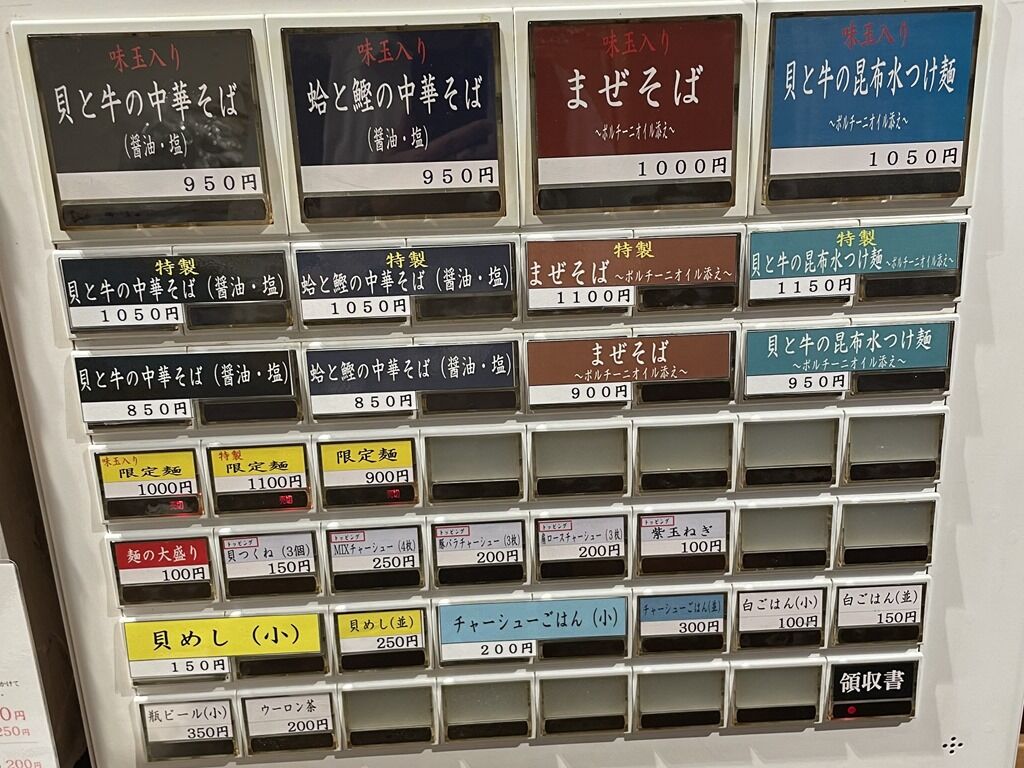 味玉入り
貝と牛の中華そば
(醤油・塩)
950円
味玉入り
蛤と鰹の中華そば
(醤油・塩)
950円
味玉入り
まぜそば
～ポルチーニオイル添え～
1000円
味玉入り
貝と牛の昆布水つけ麺
～ポルチーニオイル添え～
1050円
特製
貝と牛の中華そば (醤油・塩)
1050円
特製
蛤と鰹の中華そば (醤油・塩)
1050円
特製
まぜそば ～ポルチーニオイル添え～
1100円
特製
貝と牛の昆布水つけ麺 ～ポルチーニオイル添え～
1150円
貝と牛の中華そば (醤油・塩)
850円
蛤と鰹の中華そば (醤油・塩)
850円
まぜそば
～ポルチーニオイル添え～
900円
貝と牛の昆布水つけ麺
～ポルチーニオイル添え～
950円
味玉入り
限定麺
1000円
売切
特製
限定麺
1100円
売切
限定麺
900円
売切
麺の大盛り
100円
トッピング
貝つくね (3個)
150円
トッピング
MIXチャーシュー (4枚)
250円
トッピング
豚バラチャーシュー (3枚)
200円
トッピング
肩ロースチャーシュー (3枚)
200円
トッピング
紫玉ねぎ
100円
貝めし (小)
150円
貝めし(並)
250円
チャーシューごはん (小)
200円
チャーシューごはん(並)
300円
白ごはん(小)
100円
白ごはん(並)
150円
瓶ビール(小)
350円
ウーロン茶
200円
領収書
かけて
0円
250円
200円